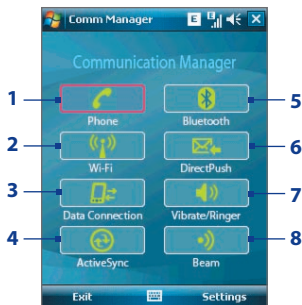 Comm Manager E E
Communication Manager
1 Phone Bluetooth 5
2 Wi-Fi DirectPush 6
3 Data Connection Vibrate/Ringer 7
4 ActiveSync Beam 8
Exit Settings